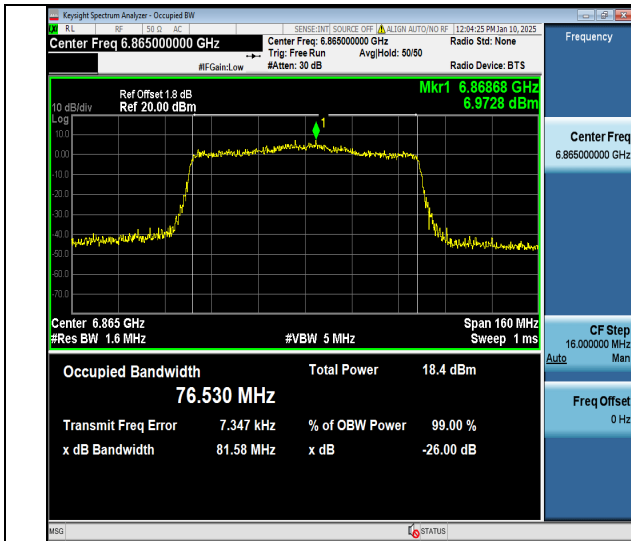 Keysight Spectrum Analyzer - Occupied BW
LXI RL RF 50 Ω AC SENSE:INT SOURCE OFF ALIGN AUTO/NO RF 12:04:25 PM Jan 10, 2025
Center Freq 6.865000000 GHz
Center Freq: 6.865000000 GHz Radio Std: None
Trig: Free Run Avg|Hold: 50/50
#IFGain:Low #Atten: 30 dB Radio Device: BTS
Frequency
Ref Offset 1.8 dB
10 dB/div Ref 20.00 dBm
Mkr1 6.86868 GHz
6.9728 dBm
Log
10.0
0.00
-10.0
-20.0
-30.0
-40.0
-50.0
-60.0
-70.0
1
Center 6.865 GHz Span 160 MHz
#Res BW 1.6 MHz #VBW 5 MHz Sweep 1 ms
Center Freq
6.865000000 GHz
CF Step
16.000000 MHz
Auto Man
Freq Offset
0 Hz
Occupied Bandwidth Total Power 18.4 dBm
76.530 MHz
Transmit Freq Error 7.347 kHz % of OBW Power 99.00 %
x dB Bandwidth 81.58 MHz x dB -26.00 dB
MSG STATUS